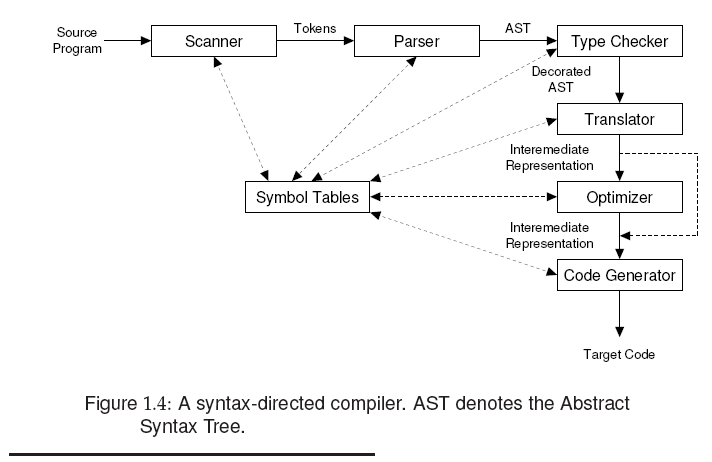 Source
Program
Scanner
Tokens
Parser
AST
Type Checker
Decorated
AST
Translator
Interemediate
Representation
Symbol Tables
Optimizer
Interemediate
Representation
Code Generator
Target Code
Figure 1.4: A syntax-directed compiler. AST denotes the Abstract
Syntax Tree.